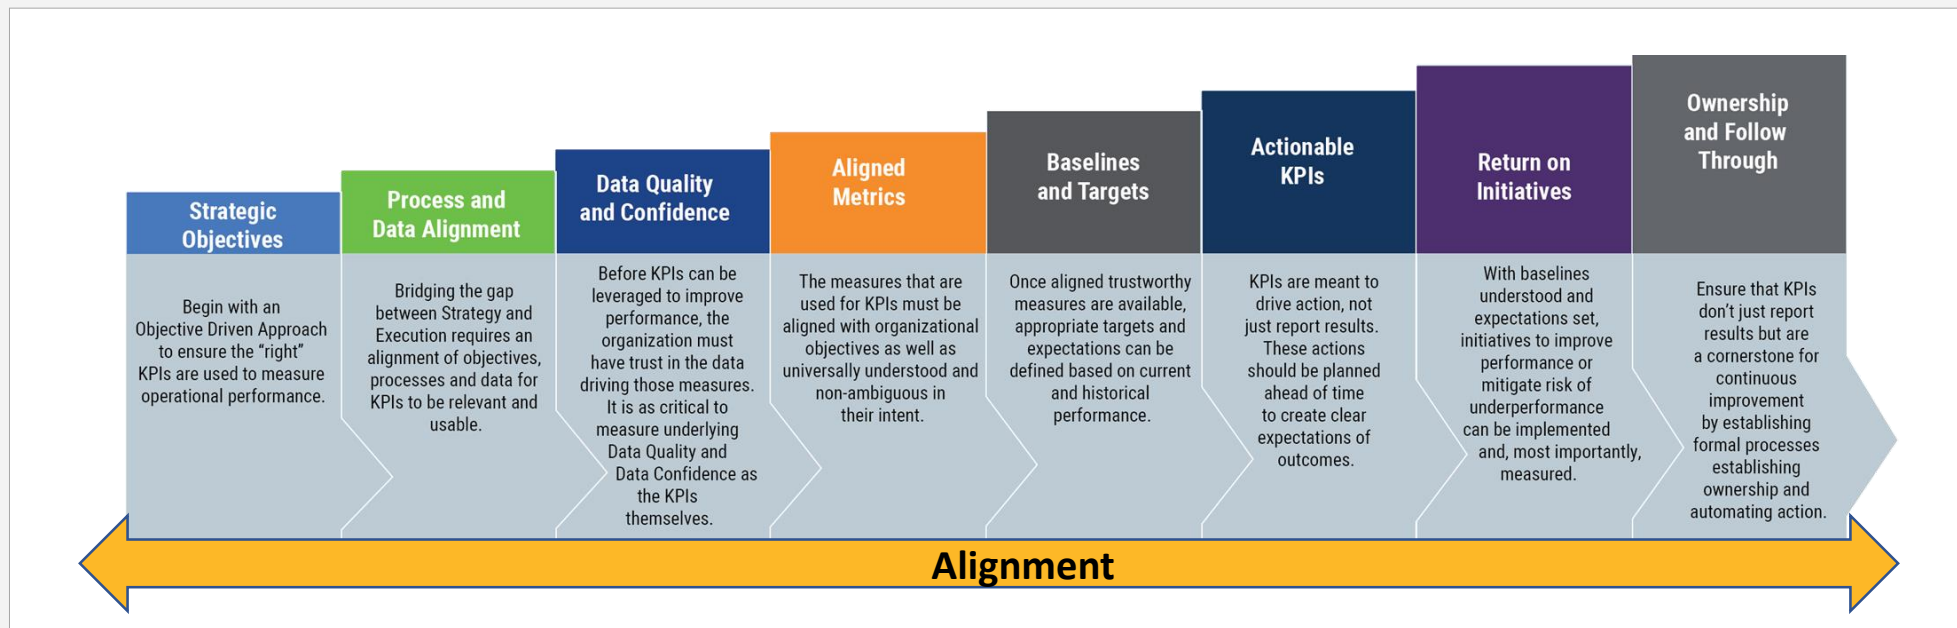 Strategic
Objectives
Begin with an
Objective Driven Approach
to ensure the “right”
KPIs are used to measure
operational performance.
Process and
Data Alignment
Bridging the gap
between Strategy and
Execution requires an
alignment of objectives,
processes and data for
KPIs to be relevant and
usable.
Data Quality
and Confidence
Before KPIs can be
leveraged to improve
performance, the
organization must
have trust in the data
driving those measures.
It is as critical to
measure underlying
Data Quality and
Data Confidence as
the KPIs
themselves.
Aligned
Metrics
The measures that are
used for KPIs must be
aligned with organizational
objectives as well as
universally understood and
non-ambiguous in
their intent.
Baselines
and Targets
Once aligned trustworthy
measures are available,
appropriate targets and
expectations can be
defined based on current
and historical
performance.
Actionable
KPIs
KPIs are meant to
drive action, not
just report results.
These actions
should be planned
ahead of time
to create clear
expectations of
outcomes.
Return on
Initiatives
With baselines
understood and
expectations set,
initiatives to improve
performance or
mitigate risk of
underperformance
can be implemented
and, most importantly,
measured.
Ownership
and Follow
Through
Ensure that KPIs
don’t just report
results but are
a cornerstone for
continuous
improvement
by establishing
formal processes
establishing
ownership and
automating action.
Alignment